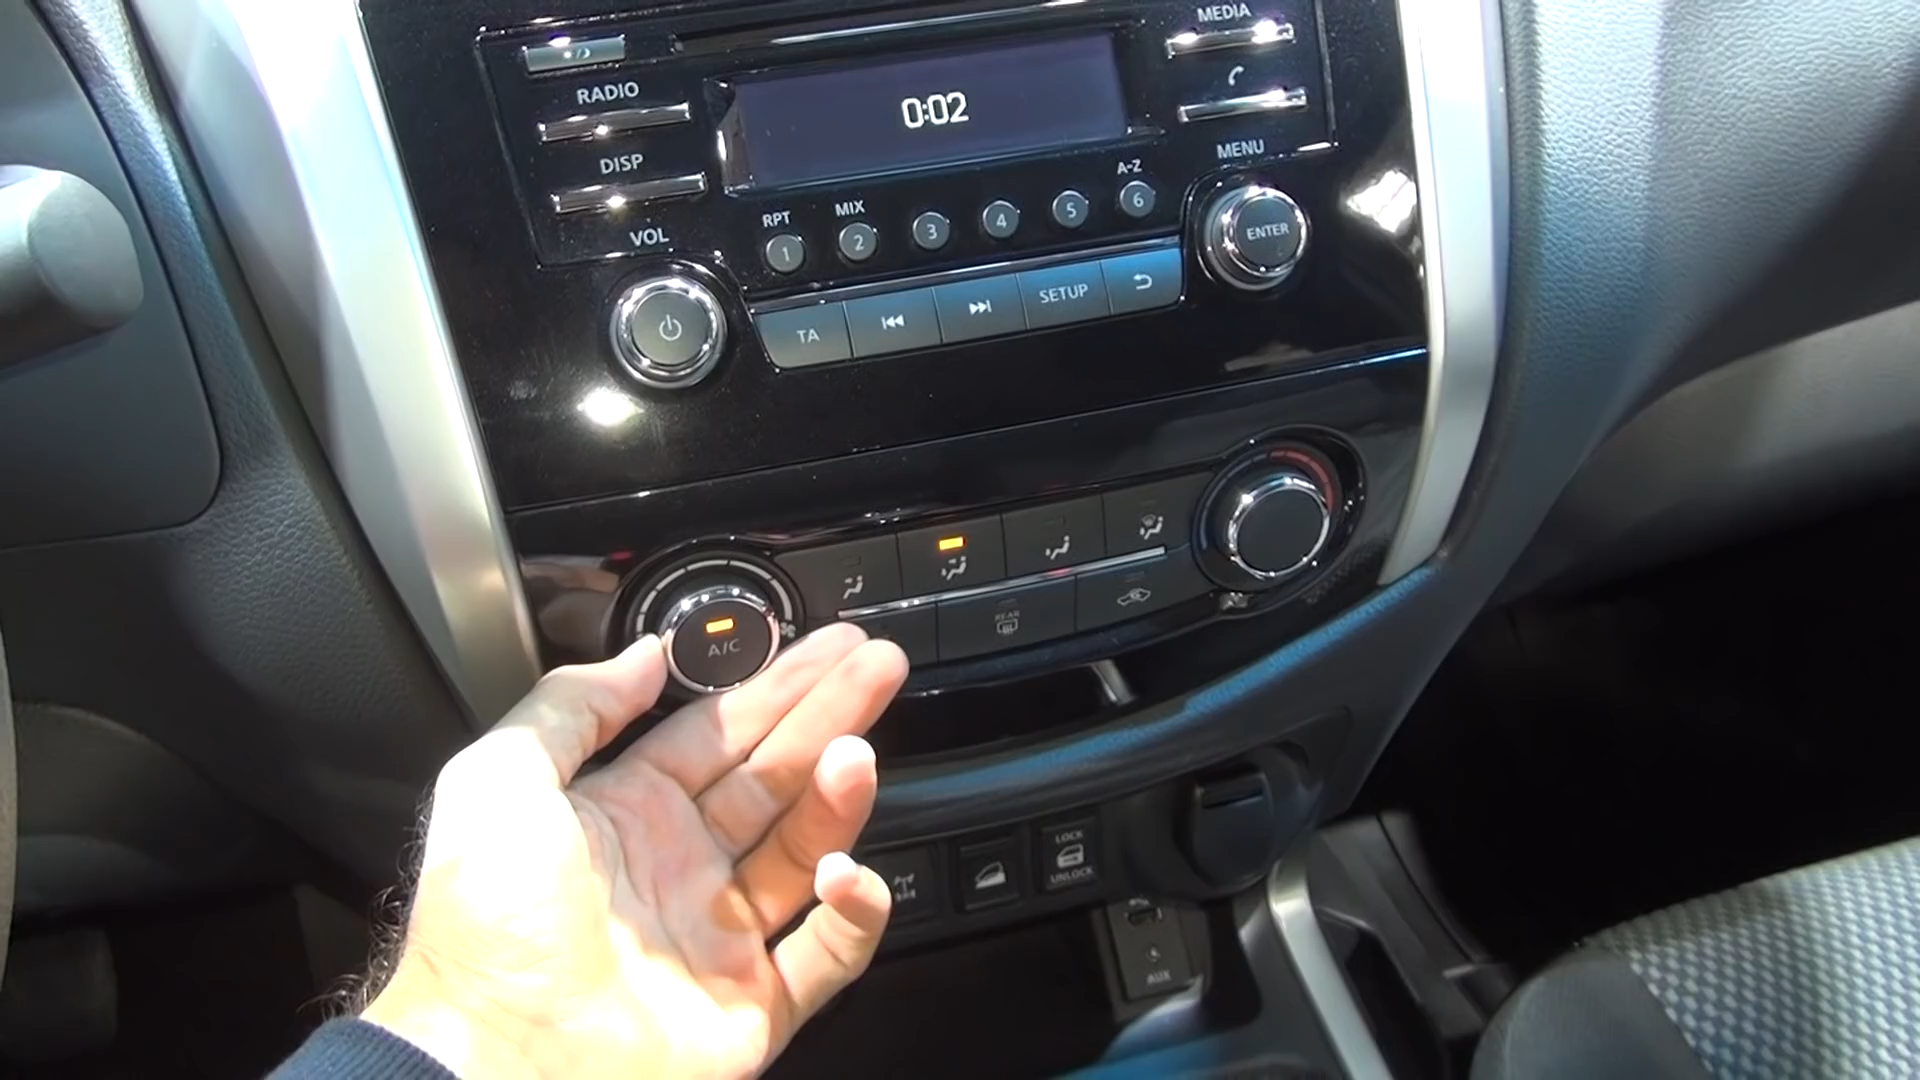 MEDIA
RADIO
0:02
DISP
MENU
A-Z
RPT
MIX
1
2
3
4
5
6
VOL
ENTER
TA
SETUP
A/C
REAR
LOCK
UNLOCK
AUX